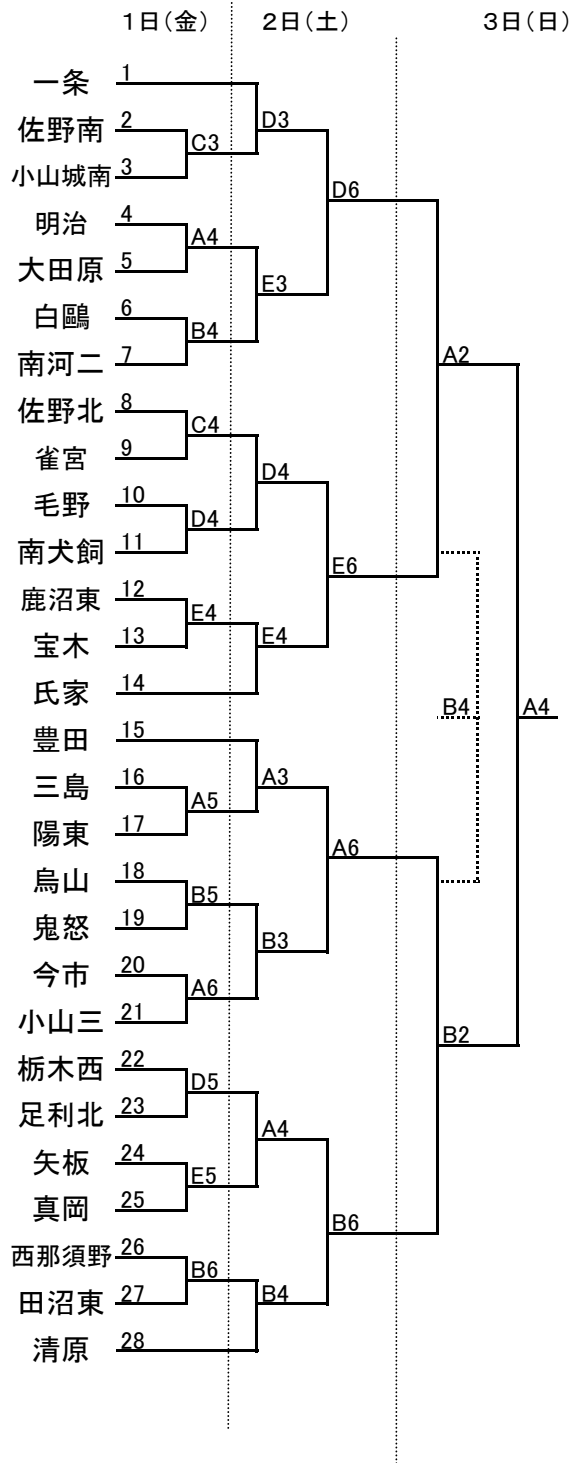 1日(金) 2日(土) 3日(日)
一条 1
D3
佐野南 2
C3
小山城南 3
D6
明治 4
A4
大田原 5
E3
白鷗 6
B4
南河二 7
A2
佐野北 8
C4
雀宮 9
D4
毛野 10
D4
南犬飼 11
E6
鹿沼東 12
E4
宝木 13
E4
氏家 14
B4 A4
豊田 15
三島 16
A3
A5
陽東 17
A6
烏山 18
B5
鬼怒 19
B3
今市 20
A6
小山三 21
B2
栃木西 22
D5
足利北 23
A4
矢板 24
E5
真岡 25
B6
西那須野 26
B6
田沼東 27
B4
清原 28